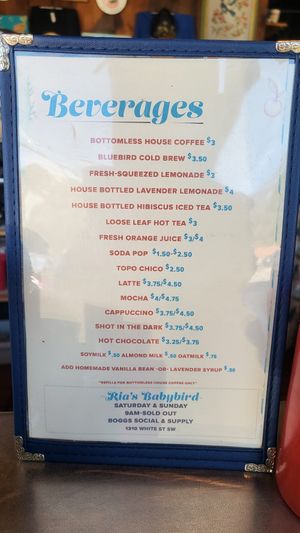 Beverages
BOTTOMLESS HOUSE COFFEE $3
BLUEBIRD COLD BREW $3.50
FRESH-SQUEEZED LEMONADE $3
HOUSE BOTTLED LAVENDER LEMONADE $4
HOUSE BOTTLED HIBISCUS ICED TEA $3.50
LOOSE LEAF HOT TEA $3
FRESH ORANGE JUICE $3/$4
SODA POP $1.50-$2.50
TOPO CHICO $2.50
LATTE $3.75/$4.50
MOCHA $4/$4.75
CAPPUCCINO $3.75/$4.50
SHOT IN THE DARK $3.75/$4.50
HOT CHOCOLATE $3.25/$3.75
SOYMILK $.50 ALMOND MILK $.50 OATMILK $.75
ADD HOMEMADE VANILLA BEAN -OR- LAVENDER SYRUP $.50
*REFILLS FOR BOTTOMLESS HOUSE COFFEE ONLY*
Ria's Babybird
SATURDAY & SUNDAY
9AM-SOLD OUT
BOGGS SOCIAL & SUPPLY
1310 WHITE ST SW